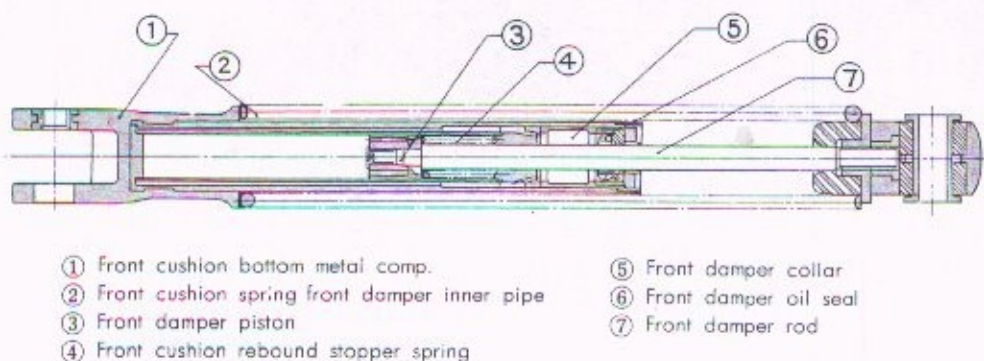 ① ② ③ ④ ⑤ ⑥ ⑦
① Front cushion bottom metal comp.
② Front cushion spring front damper inner pipe
③ Front damper piston
④ Front cushion rebound stopper spring
⑤ Front damper collar
⑥ Front damper oil seal
⑦ Front damper rod